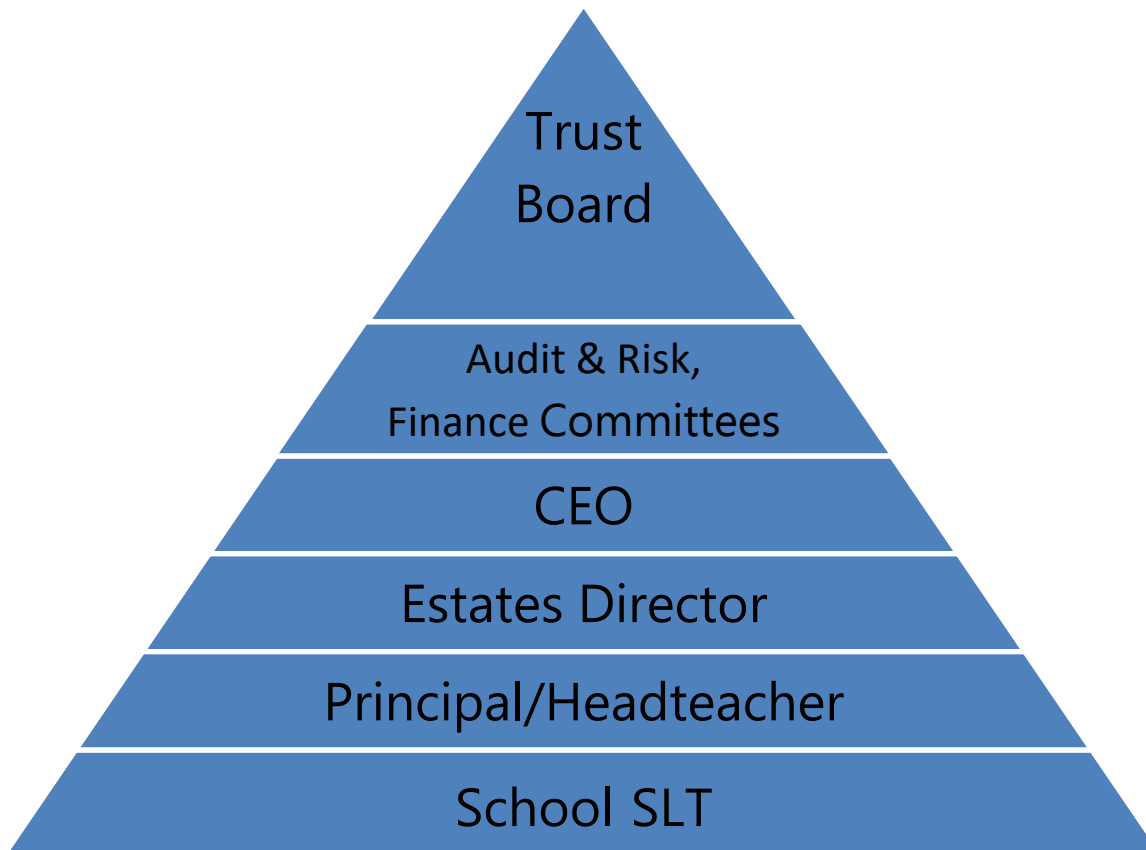 Trust
Board
Audit & Risk,
Finance Committees
CEO
Estates Director
Principal/Headteacher
School SLT